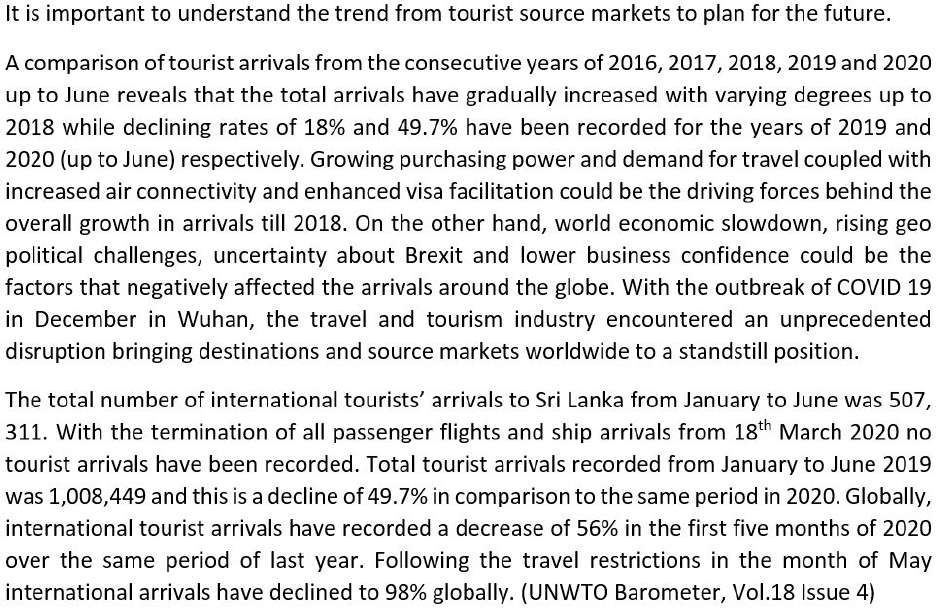 It is important to understand the trend from tourist source markets to plan for the future.
A comparison of tourist arrivals from the consecutive years of 2016, 2017, 2018, 2019 and 2020
up to June reveals that the total arrivals have gradually increased with varying degrees up to
2018 while declining rates of 18% and 49.7% have been recorded for the years of 2019 and
2020 (up to June) respectively. Growing purchasing power and demand for travel coupled with
increased air connectivity and enhanced visa facilitation could be the driving forces behind the
overall growth in arrivals till 2018. On the other hand, world economic slowdown, rising geo
political challenges, uncertainty about Brexit and lower business confidence could be the
factors that negatively affected the arrivals around the globe. With the outbreak of COVID 19
in December in Wuhan, the travel and tourism industry encountered an unprecedented
disruption bringing destinations and source markets worldwide to a standstill position.
The total number of international tourists’ arrivals to Sri Lanka from January to June was 507,
311. With the termination of all passenger flights and ship arrivals from 18th March 2020 no
tourist arrivals have been recorded. Total tourist arrivals recorded from January to June 2019
was 1,008,449 and this is a decline of 49.7% in comparison to the same period in 2020. Globally,
international tourist arrivals have recorded a decrease of 56% in the first five months of 2020
over the same period of last year. Following the travel restrictions in the month of May
international arrivals have declined to 98% globally. (UNWTO Barometer, Vol.18 Issue 4)